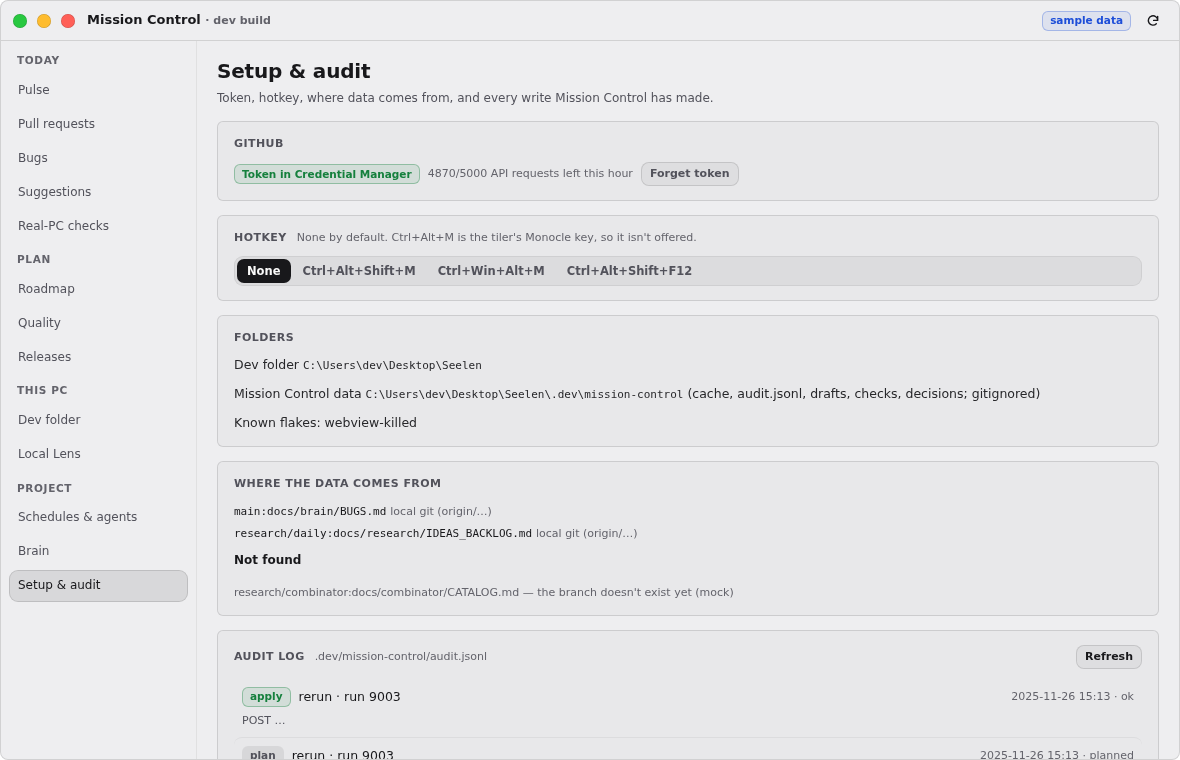 Mission Control · dev build
sample data
TODAY
Pulse
Pull requests
Bugs
Suggestions
Real-PC checks
PLAN
Roadmap
Quality
Releases
THIS PC
Dev folder
Local Lens
PROJECT
Schedules & agents
Brain
Setup & audit
Setup & audit
Token, hotkey, where data comes from, and every write Mission Control has made.
GITHUB
Token in Credential Manager 4870/5000 API requests left this hour Forget token
HOTKEY None by default. Ctrl+Alt+M is the tiler's Monocle key, so it isn't offered.
None Ctrl+Alt+Shift+M Ctrl+Win+Alt+M Ctrl+Alt+Shift+F12
FOLDERS
Dev folder C:\Users\dev\Desktop\Seelen
Mission Control data C:\Users\dev\Desktop\Seelen\.dev\mission-control (cache, audit.jsonl, drafts, checks, decisions; gitignored)
Known flakes: webview-killed
WHERE THE DATA COMES FROM
main:docs/brain/BUGS.md local git (origin/…)
research/daily:docs/research/IDEAS_BACKLOG.md local git (origin/…)
Not found
research/combinator:docs/combinator/CATALOG.md — the branch doesn't exist yet (mock)
AUDIT LOG .dev/mission-control/audit.jsonl Refresh
apply rerun · run 9003 2025-11-26 15:13 · ok
POST …
plan rerun · run 9003 2025-11-26 15:13 · planned